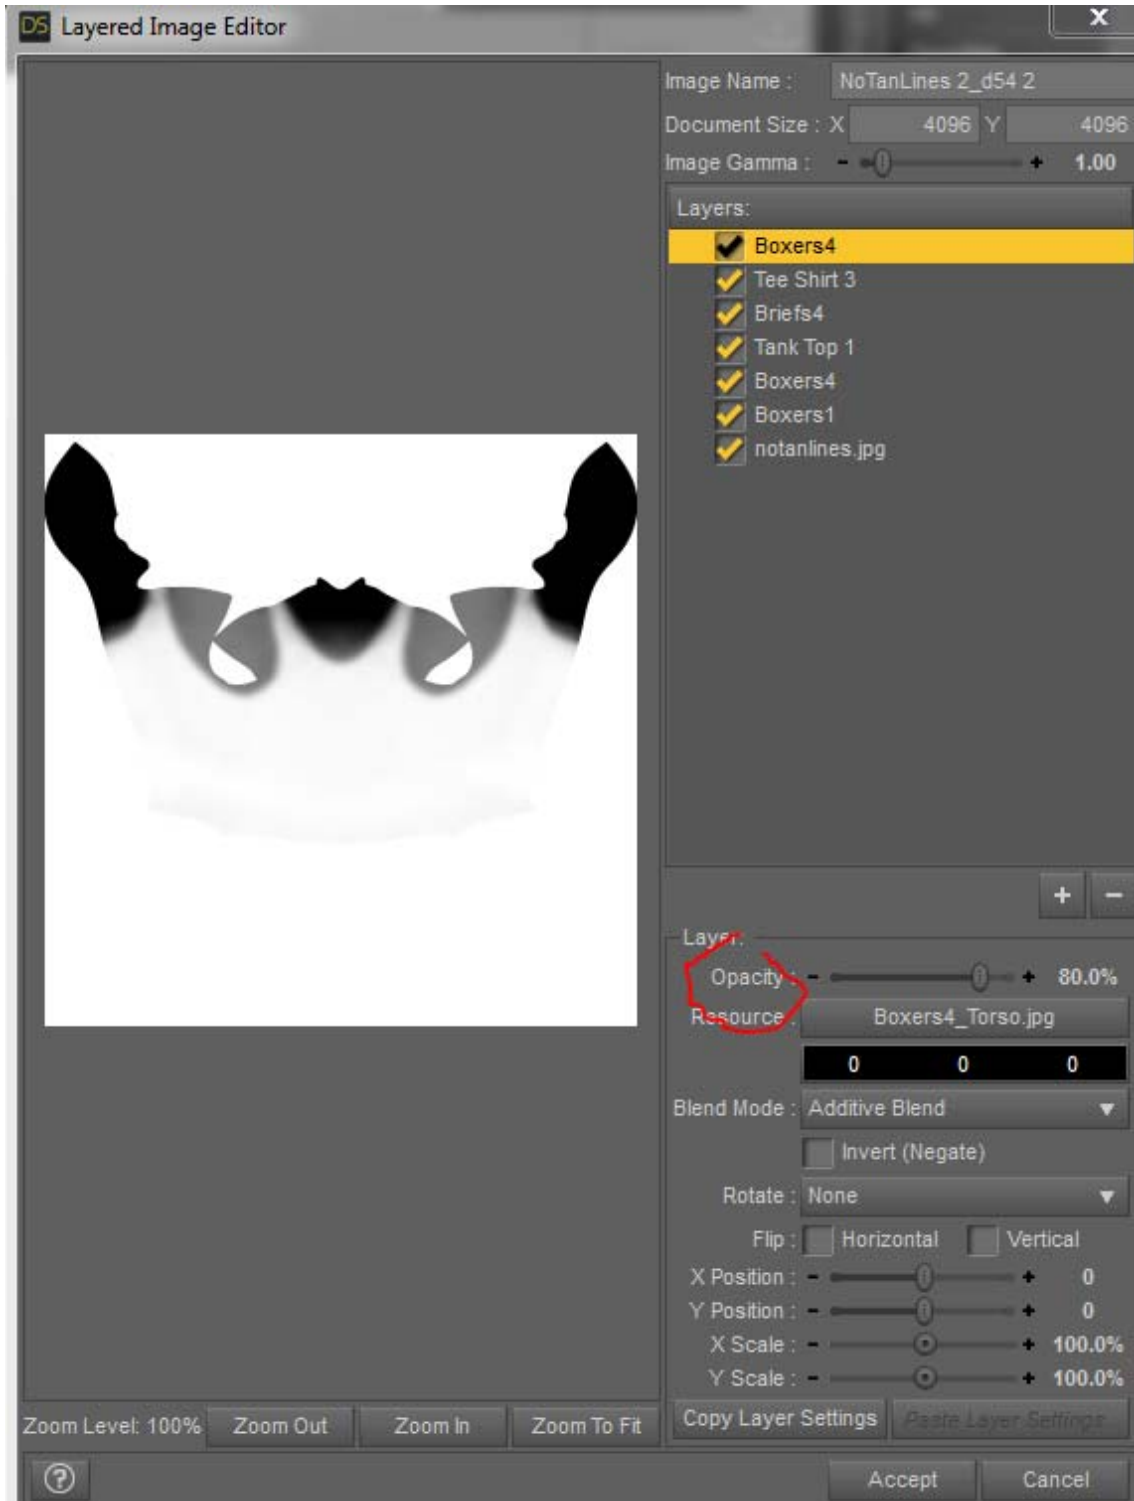 DS Layered Image Editor X
Image Name : NoTanLines 2_d54 2
Document Size : X 4096 Y 4096
Image Gamma : - + 1.00
Layers:
Boxers4
Tee Shirt 3
Briefs4
Tank Top 1
Boxers4
Boxers1
notanlines.jpg
+ -
Layer:
Opacity : - + 80.0%
Resource : Boxers4_Torso.jpg
0 0 0
Blend Mode : Additive Blend
Invert (Negate)
Rotate : None
Flip : Horizontal Vertical
X Position : - + 0
Y Position : - + 0
X Scale : - + 100.0%
Y Scale : - + 100.0%
Zoom Level: 100% Zoom Out Zoom In Zoom To Fit Copy Layer Settings Paste Layer Settings
? Accept Cancel